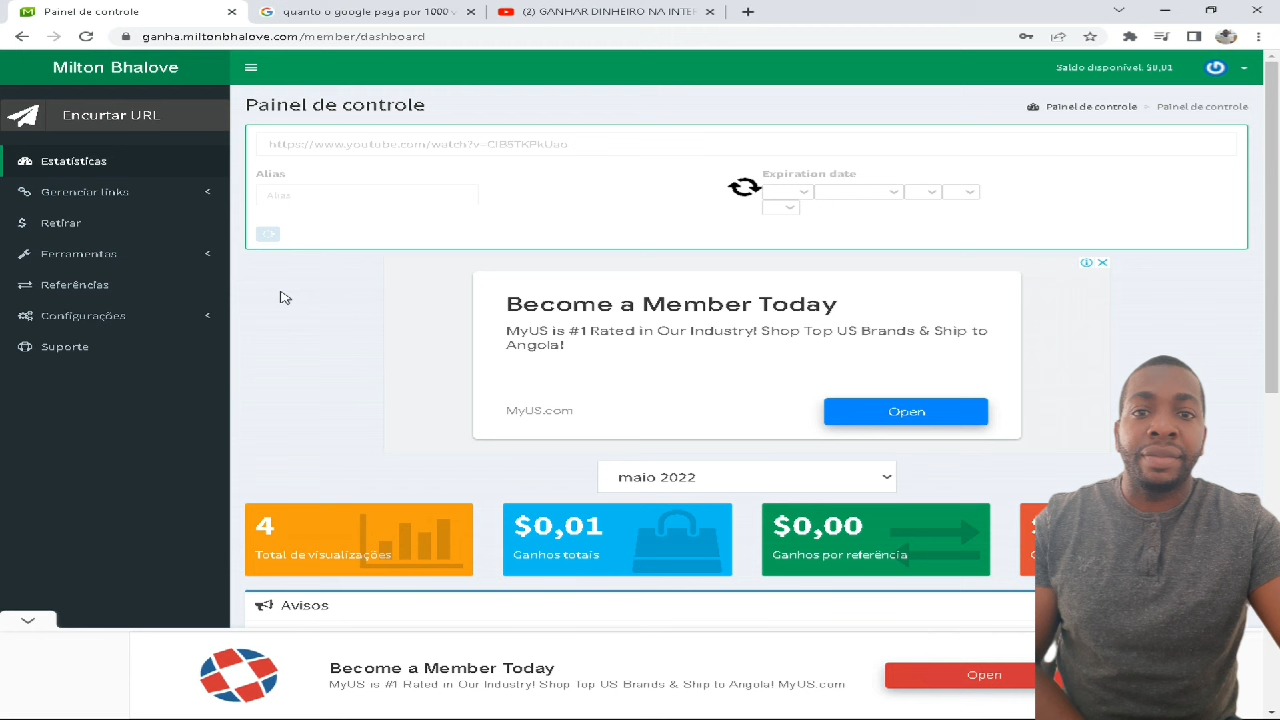 Painel de controle
quanto o google paga por 1000 v
(2) GANHAR DINHEIRO NA INTER
ganha.miltonbhalove.com/member/dashboard
Milton Bhalove
Saldo disponível: $0,01
Encurtar URL
Painel de controle
Painel de controle
Painel de controle
Estatísticas
Gerenciar links
Retirar
Ferramentas
Referências
Configurações
Suporte
Alias
Alias
Expiration date
Become a Member Today
MyUS is #1 Rated in Our Industry! Shop Top US Brands & Ship to
Angola!
MyUS.com
Open
maio 2022
4
Total de visualizações
$0,01
Ganhos totais
$0,00
Ganhos por referência
Avisos
Become a Member Today
MyUS is #1 Rated in Our Industry! Shop Top US Brands & Ship to Angola! MyUS.com
Open